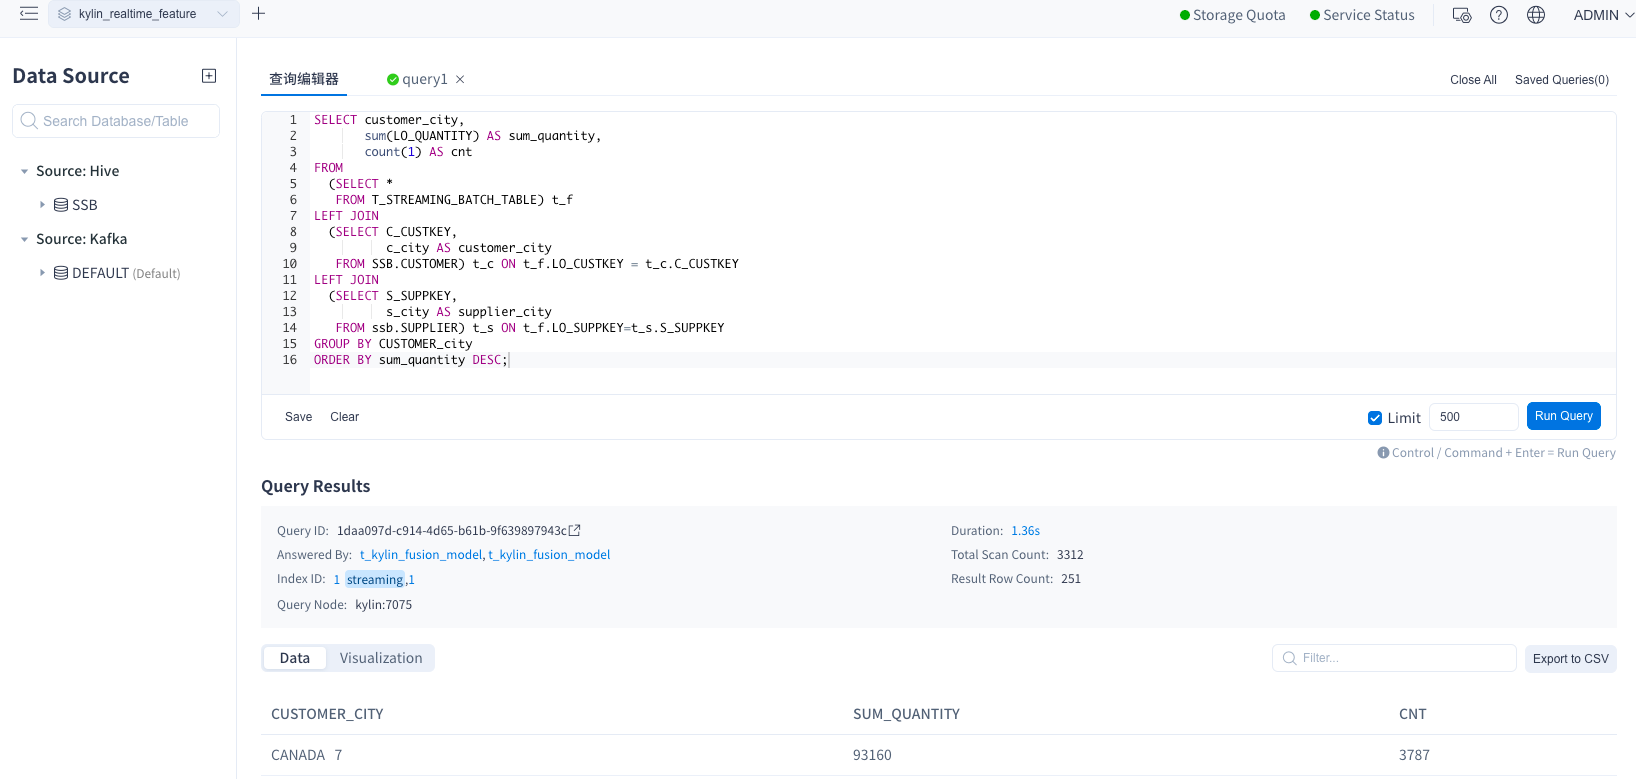 kylin_realtime_feature
Storage Quota
Service Status
ADMIN
Data Source
Search Database/Table
Source: Hive
SSB
Source: Kafka
DEFAULT (Default)
查询编辑器
query1
Close All
Saved Queries(0)
1 SELECT customer_city,
2 sum(LO_QUANTITY) AS sum_quantity,
3 count(1) AS cnt
4 FROM
5 (SELECT *
6 FROM T_STREAMING_BATCH_TABLE) t_f
7 LEFT JOIN
8 (SELECT C_CUSTKEY,
9 c_city AS customer_city
10 FROM SSB.CUSTOMER) t_c ON t_f.LO_CUSTKEY = t_c.C_CUSTKEY
11 LEFT JOIN
12 (SELECT S_SUPPKEY,
13 s_city AS supplier_city
14 FROM ssb.SUPPLIER) t_s ON t_f.LO_SUPPKEY=t_s.S_SUPPKEY
15 GROUP BY CUSTOMER_city
16 ORDER BY sum_quantity DESC;
Save
Clear
Limit
500
Run Query
Control / Command + Enter = Run Query
Query Results
Query ID: 1daa097d-c914-4d65-b61b-9f639897943c
Duration: 1.36s
Answered By: t_kylin_fusion_model, t_kylin_fusion_model
Total Scan Count: 3312
Index ID: 1 streaming,1
Result Row Count: 251
Query Node: kylin:7075
Data
Visualization
Filter...
Export to CSV
CUSTOMER_CITY SUM_QUANTITY CNT
CANADA 7 93160 3787